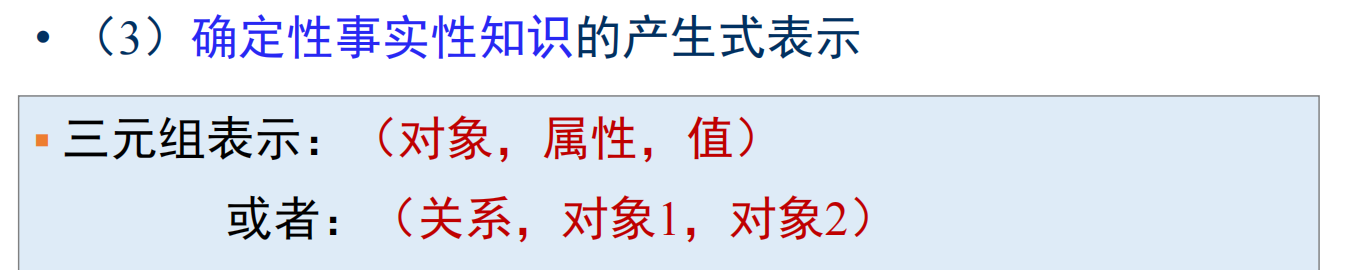 • （3）确定性事实性知识的产生式表示
▪ 三元组表示：（对象，属性，值）
或者：（关系，对象1，对象2）